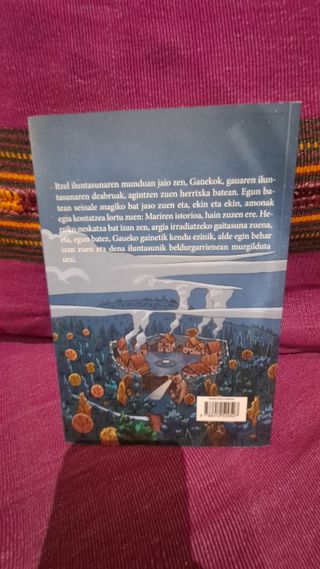 Itzel iluntasunaren munduan jaio zen, Gauekok, gauaren ilun-
tasunaren deabruak, agintzen zuen herrixka batean. Egun ba-
tean seinale magiko bat jaso zuen eta, ekin eta ekin, amonak
egia kontatzea lortu zuen: Mariren istorioa, hain zuzen ere. He-
rriko neskatxa bat izan zen, argia irradiatzeko gaitasuna zuena,
eta, egun batez, Gaueko gainetik kendu ezinik, alde egin behar
izan zuen eta dena iluntasunik beldurgarrienean murgilduta
utzi.